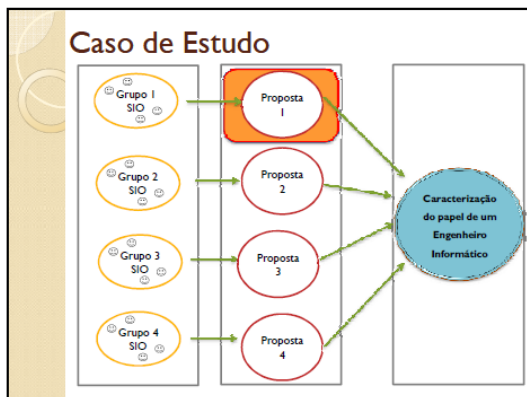 Caso de Estudo
Grupo 1
SIO
Proposta
1
Grupo 2
SIO
Proposta
2
Grupo 3
SIO
Proposta
3
Grupo 4
SIO
Proposta
4
Caracterização
do papel de um
Engenheiro
Informático